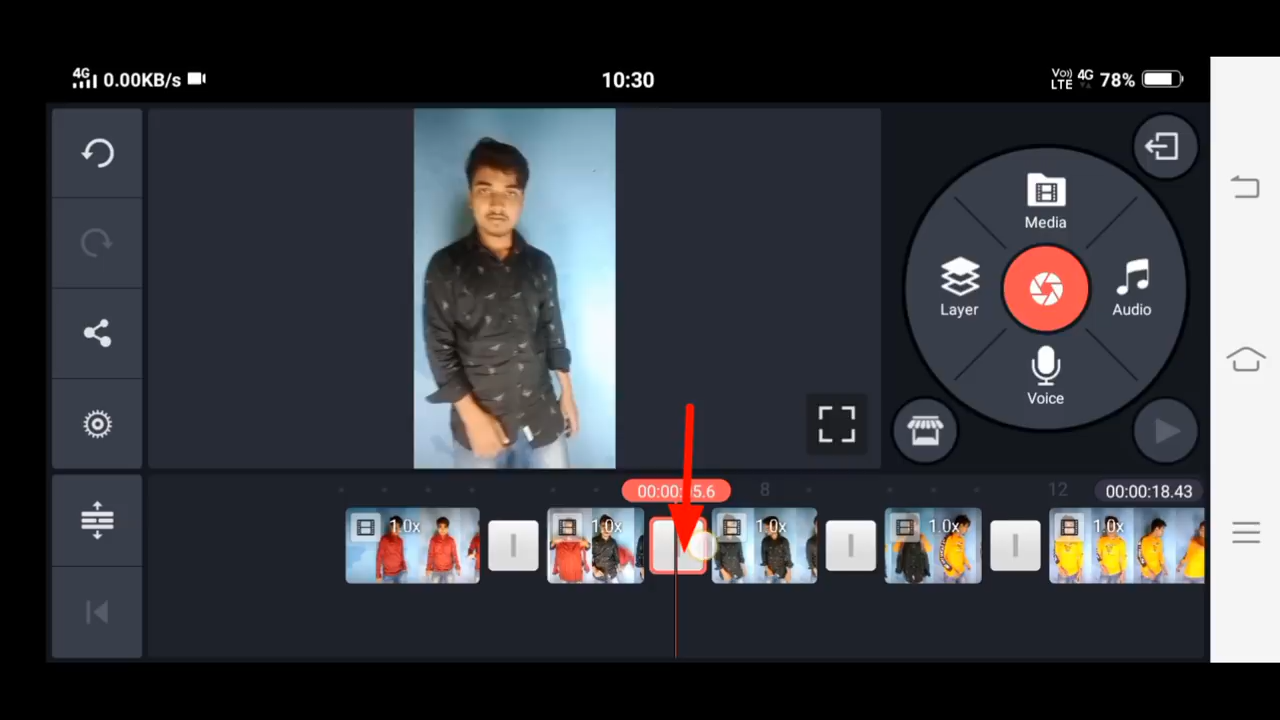 4G 0.00KB/s
10:30
Vo) LTE 4G 78%
Media
Layer
Audio
Voice
8
12
00:00:18.43
1.0x
1.0x
1.0x
1.0x
1.0x